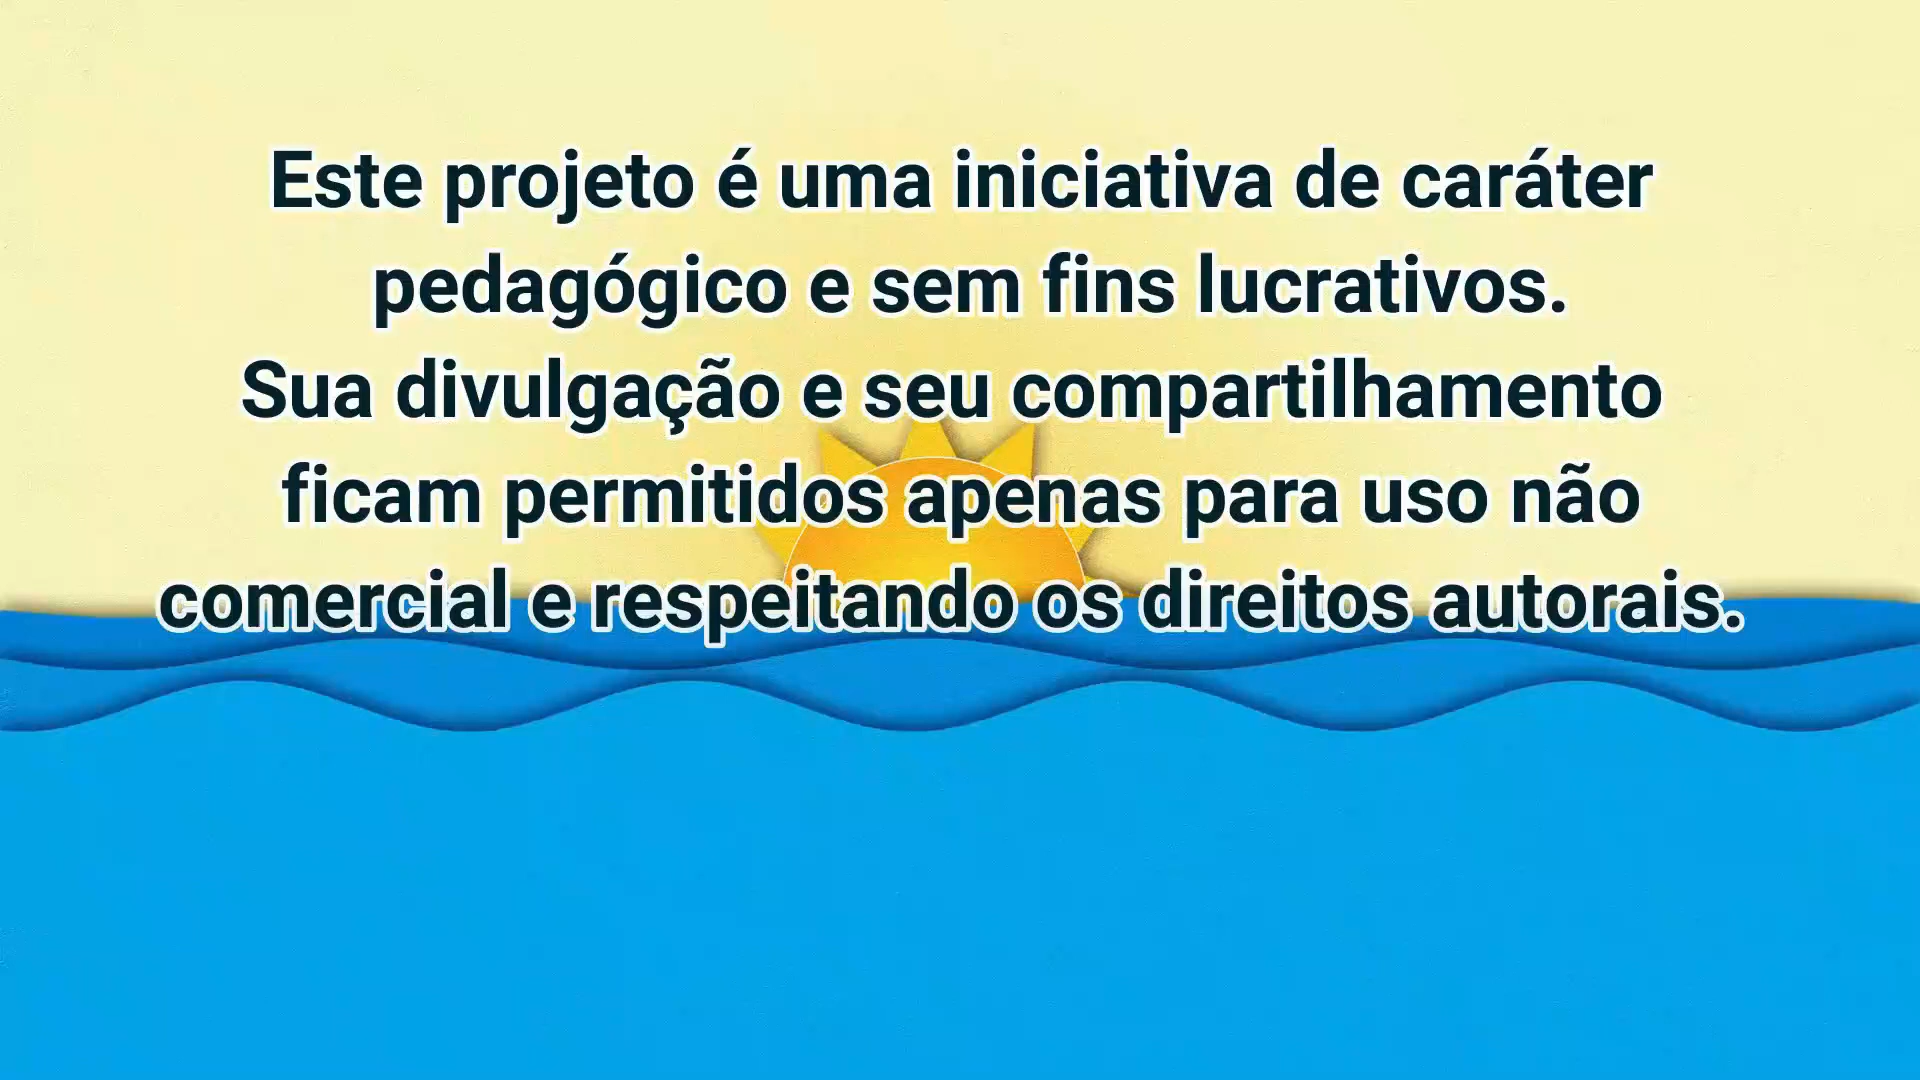 Este projeto é uma iniciativa de caráter
pedagógico e sem fins lucrativos.
Sua divulgação e seu compartilhamento
ficam permitidos apenas para uso não
comercial e respeitando os direitos autorais.